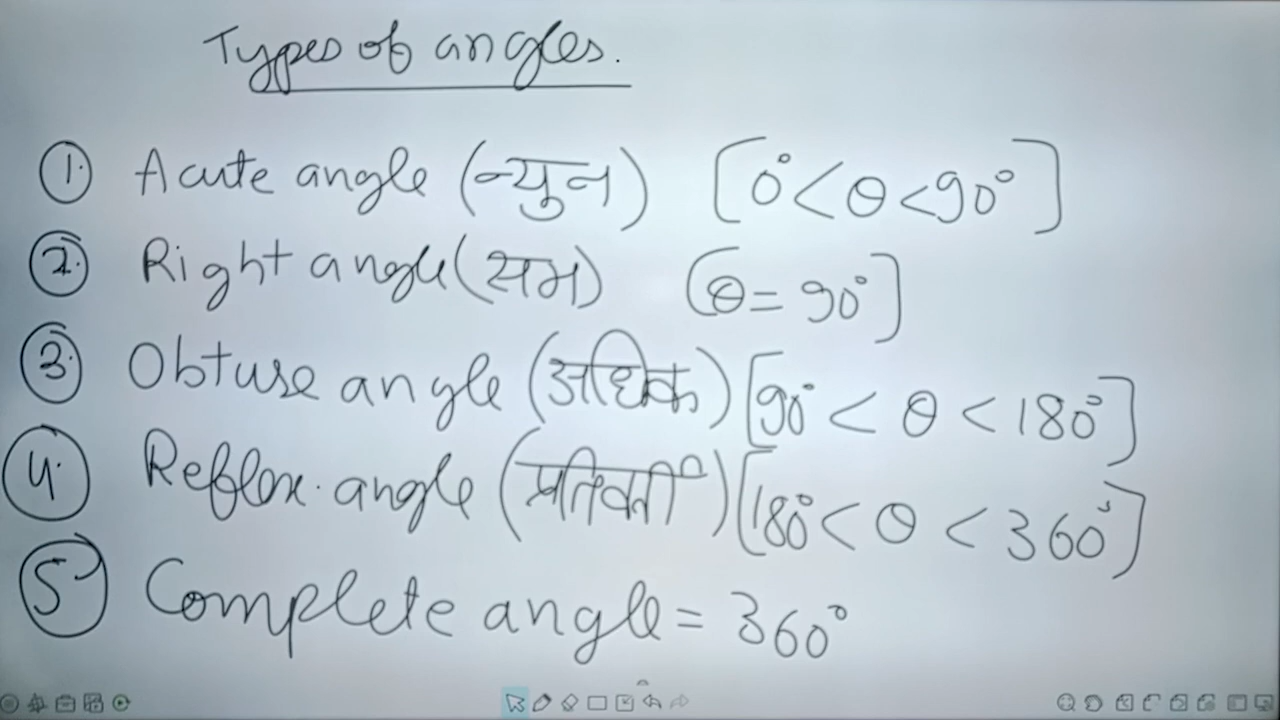 Types of angles.
1. Acute angle (न्युन) [0° < θ < 90°]
2. Right angle (सम) [θ = 90°]
3. Obtuse angle (अधिक) [90° < θ < 180°]
4. Reflex. angle (प्रतिवर्ती) [180° < θ < 360°]
5 Complete angle = 360°